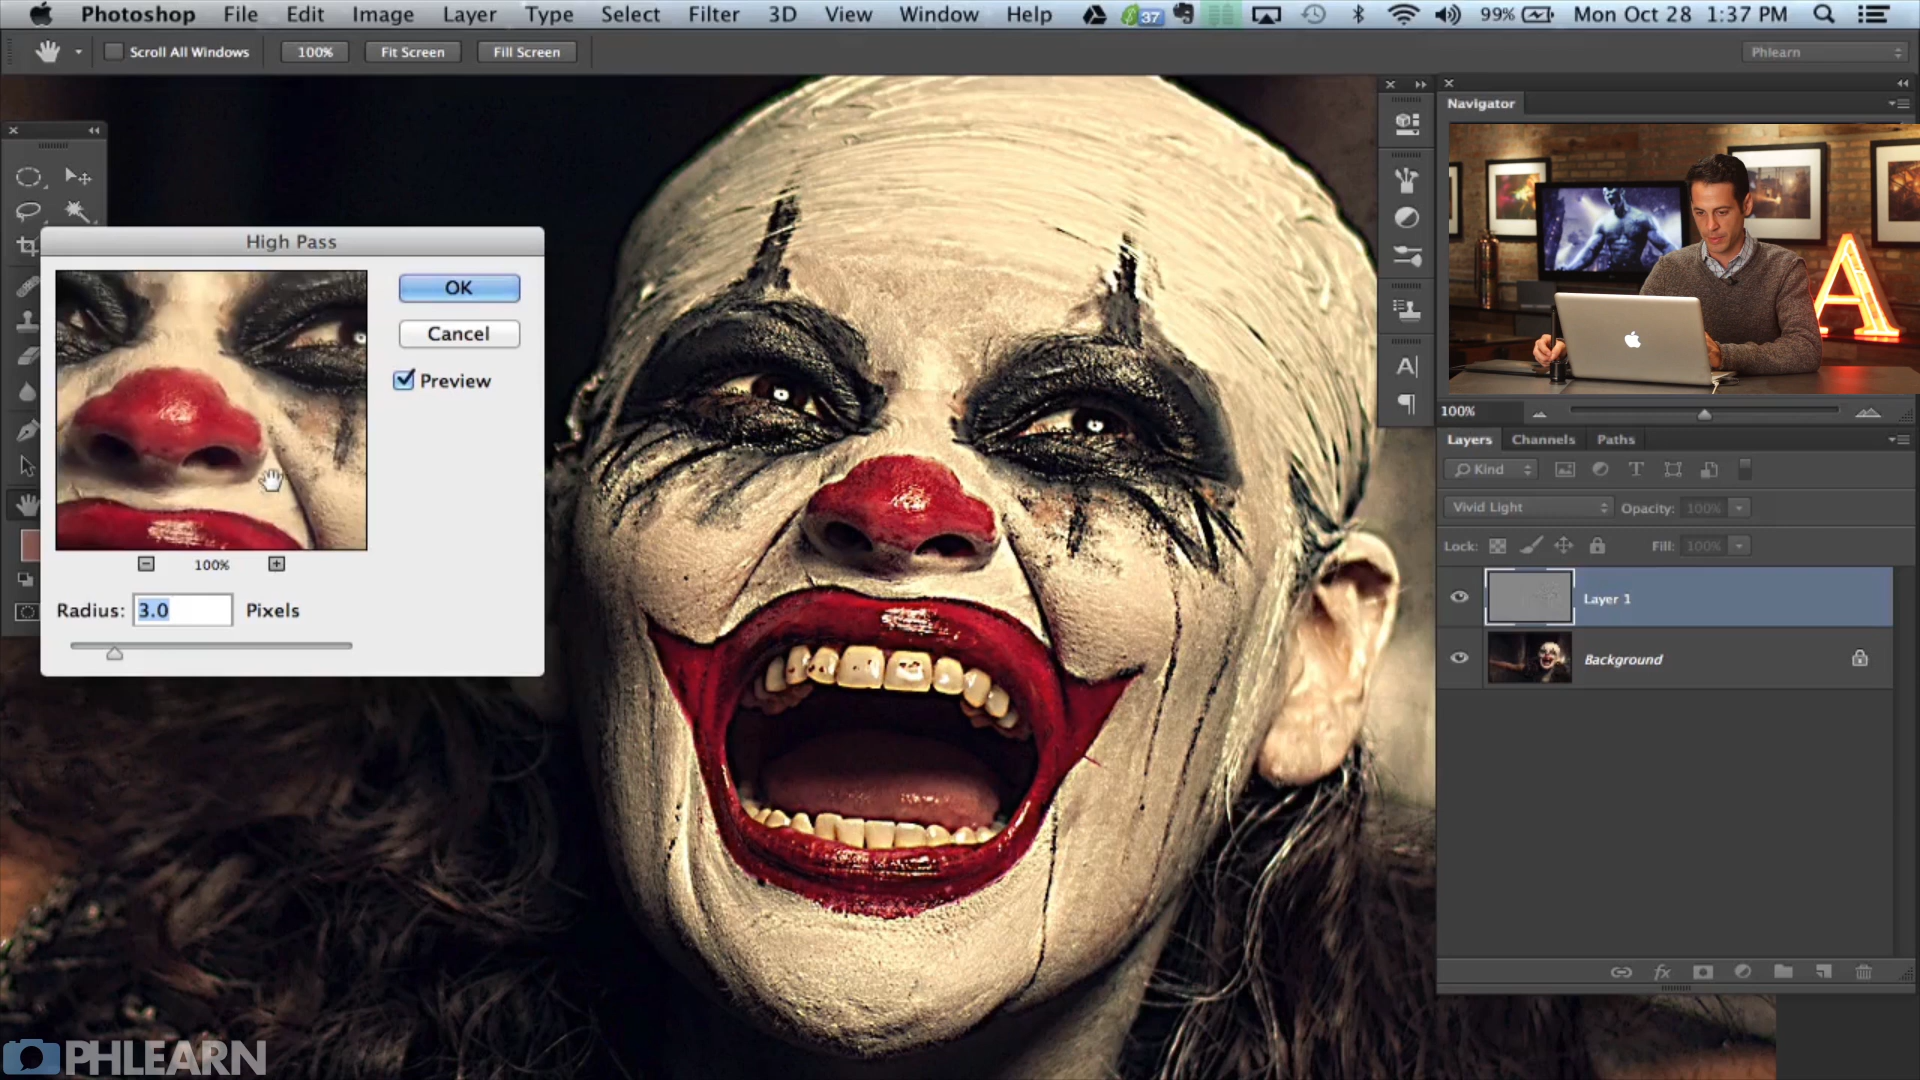 Photoshop File Edit Image Layer Type Select Filter 3D View Window Help 37 99% Mon Oct 28 1:37 PM
Scroll All Windows 100% Fit Screen Fill Screen Phlearn
Navigator
High Pass
OK
Cancel
Preview
100%
Radius: 3.0 Pixels
A
A
100%
Layers Channels Paths
Kind T
Vivid Light Opacity: 100%
Lock: Fill: 100%
Layer 1
Background
fx
PHLEARN